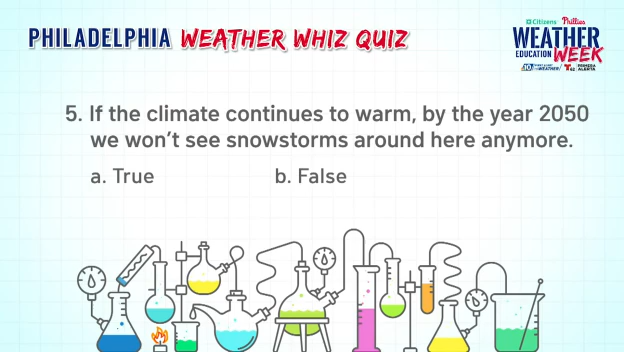 PHILADELPHIA WEATHER WHIZ QUIZ
Citizens Phillies
WEATHER
EDUCATION WEEK
5. If the climate continues to warm, by the year 2050
we won't see snowstorms around here anymore.
a. True b. False